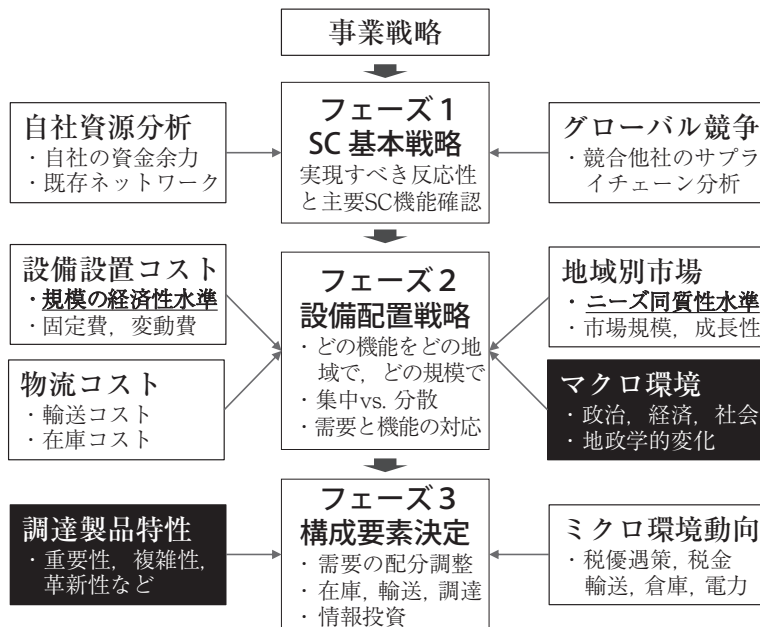 事業戦略
自社資源分析
・自社の資金余力
・既存ネットワーク
フェーズ1
SC 基本戦略
実現すべき反応性
と主要SC機能確認
グローバル競争
・競合他社のサプラ
イチェーン分析
設備設置コスト
・規模の経済性水準
・固定費，変動費
物流コスト
・輸送コスト
・在庫コスト
フェーズ2
設備配置戦略
・どの機能をどの地
域で，どの規模で
・集中vs. 分散
・需要と機能の対応
地域別市場
・ニーズ同質性水準
・市場規模，成長性
マクロ環境
・政治，経済，社会
・地政学的変化
調達製品特性
・重要性，複雑性，
革新性など
フェーズ3
構成要素決定
・需要の配分調整
・在庫，輸送，調達
・情報投資
ミクロ環境動向
・税優遇策，税金
輸送，倉庫，電力